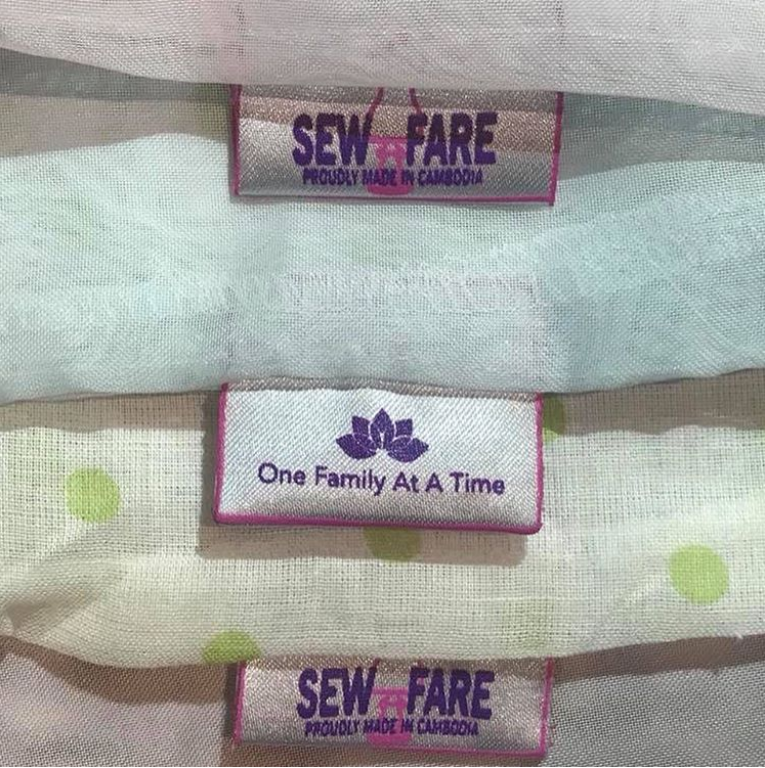 SEW FARE
PROUDLY MADE IN CAMBODIA
One Family At A Time
SEW FARE
PROUDLY MADE IN CAMBODIA